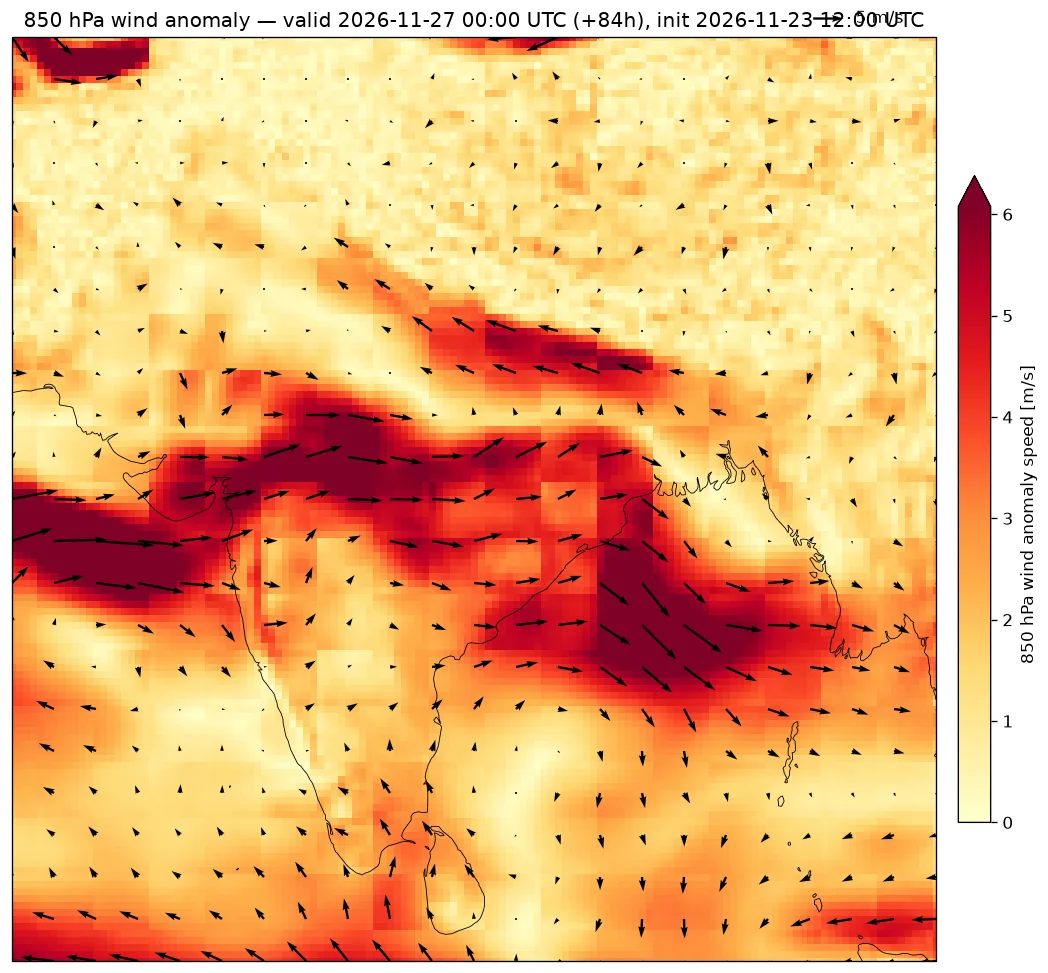 850 hPa wind anomaly — valid 2026-11-27 00:00 UTC (+84h), init 2026-11-23 12:00 UTC
5 m/s
6
5
4
3
2
1
0
850 hPa wind anomaly speed [m/s]